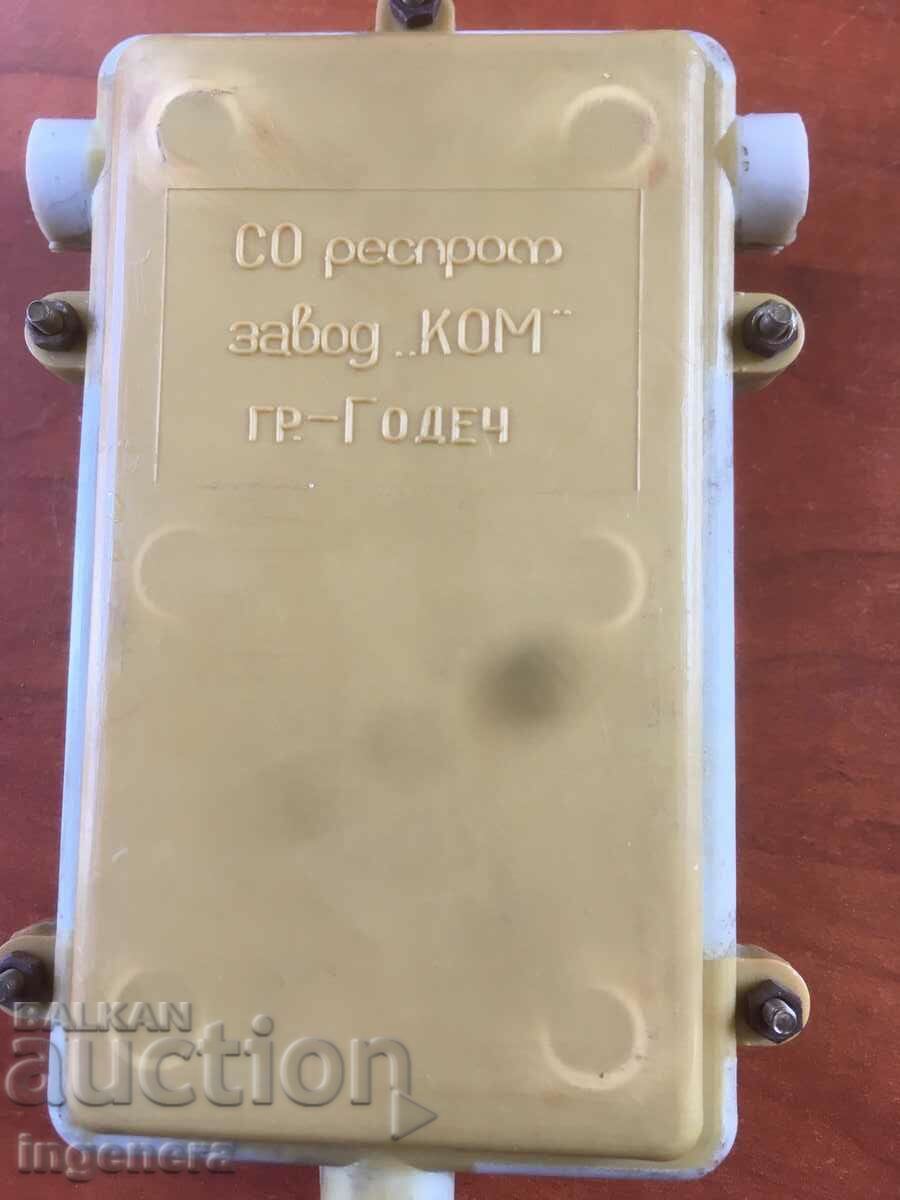 СО респром
завод „КОМ"
гр.-Годеч
BALKAN
auction
ingenera